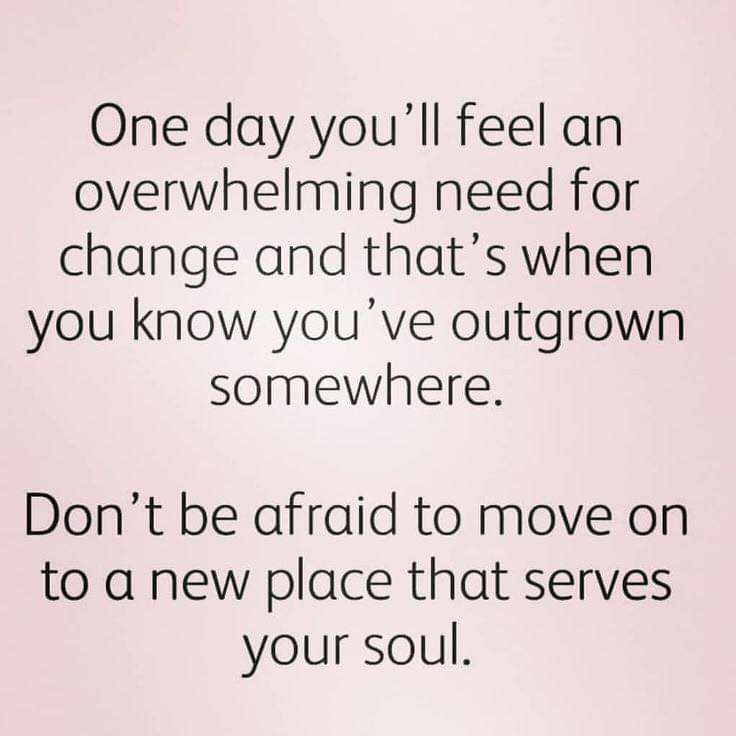 One day you’ll feel an
overwhelming need for
change and that’s when
you know you’ve outgrown
somewhere.
Don’t be afraid to move on
to a new place that serves
your soul.